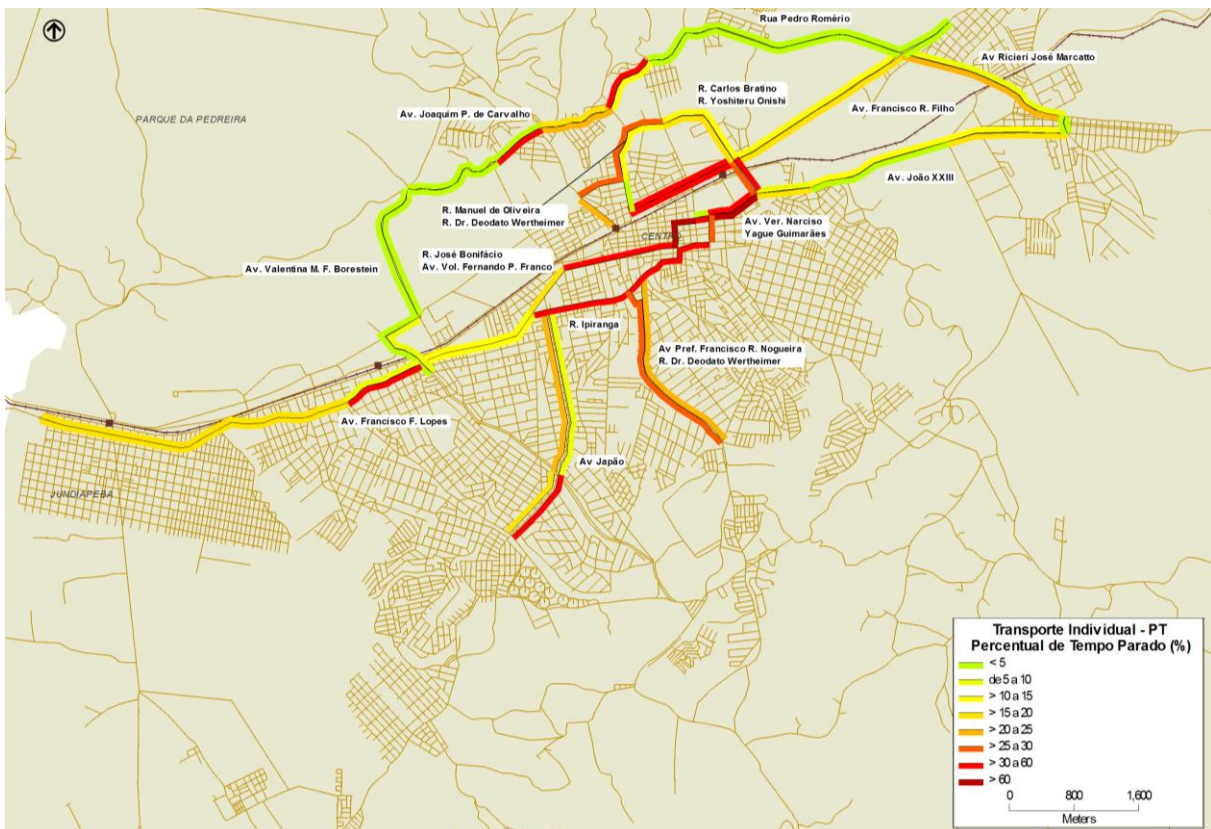 Rua Pedro Romério
Av Ricieri José Marcatto
R. Carlos Bratino
R. Yoshiteru Onishi
Av. Francisco R. Filho
Av. Joaquim P. de Carvalho
PARQUE DA PEDREIRA
Av. João XXIII
R. Manuel de Oliveira
R. Dr. Deodato Wertheimer
Av. Ver. Narciso
Yague Guimarães
CENTRO
R. José Bonifácio
Av. Vol. Fernando P. Franco
Av. Valentina M. F. Borestein
R. Ipiranga
Av Pref. Francisco R. Nogueira
R. Dr. Deodato Wertheimer
Av. Francisco F. Lopes
Av Japão
JUNDIAPEBA
Transporte Individual - PT
Percentual de Tempo Parado (%)
< 5
de 5 a 10
> 10 a 15
> 15 a 20
> 20 a 25
> 25 a 30
> 30 a 60
> 60
0 800 1,600
Meters